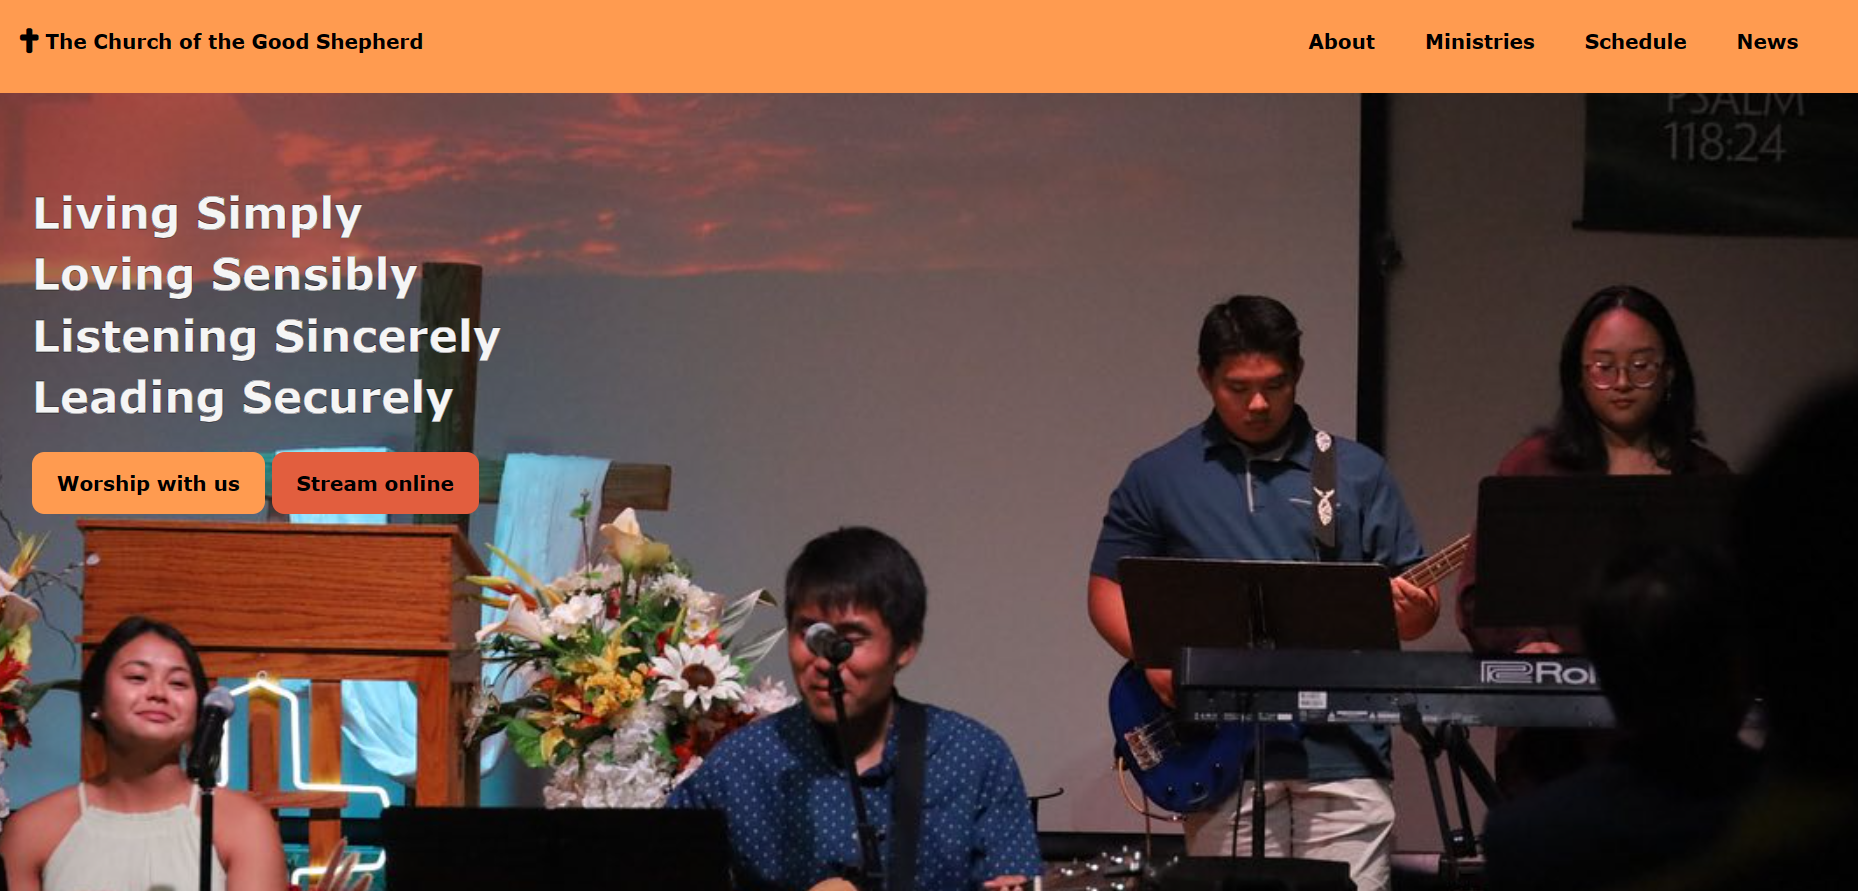 The Church of the Good Shepherd
About
Ministries
Schedule
News
PSALM
118:24
Living Simply
Loving Sensibly
Listening Sincerely
Leading Securely
Worship with us
Stream online